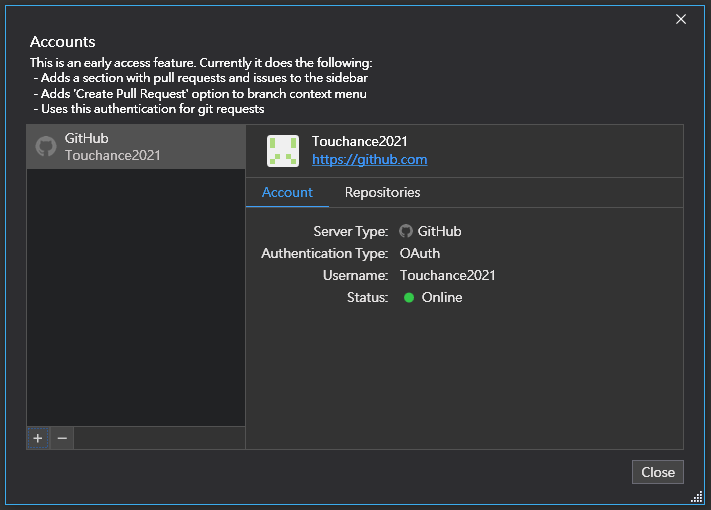 Accounts
This is an early access feature. Currently it does the following:
- Adds a section with pull requests and issues to the sidebar
- Adds 'Create Pull Request' option to branch context menu
- Uses this authentication for git requests
GitHub
Touchance2021
Touchance2021
https://github.com
Account Repositories
Server Type: GitHub
Authentication Type: OAuth
Username: Touchance2021
Status: Online
+ −
Close